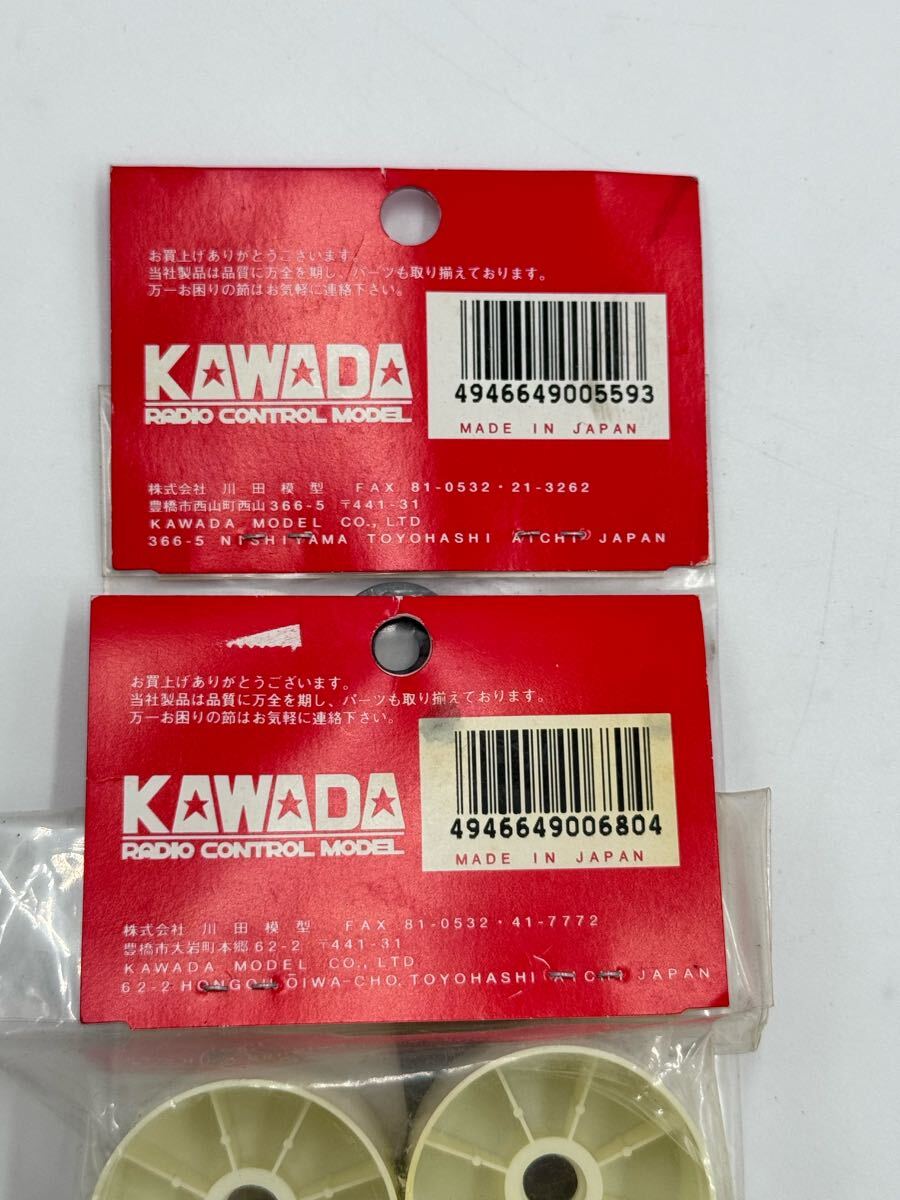 お買上げありがとうございます。
当社製品は品質に万全を期し、パーツも取り揃えております。
万一お困りの節はお気軽に連絡下さい。
KAWADA
RADIO CONTROL MODEL
4946649005593
MADE IN JAPAN
株式会社 川田模型 FAX 81-0532・21-3262
豊橋市西山町西山366-5 〒441-31
KAWADA MODEL CO., LTD
366-5 NISHIYAMA TOYOHASHI AICHI JAPAN
お買上げありがとうございます。
当社製品は品質に万全を期し、パーツも取り揃えております。
万一お困りの節はお気軽に連絡下さい。
KAWADA
RADIO CONTROL MODEL
4946649006804
MADE IN JAPAN
株式会社 川田模型 FAX 81-0532・41-7772
豊橋市大岩町本郷62-2 〒441-31
KAWADA MODEL CO., LTD
62-2 HONGOU OIWA-CHO, TOYOHASHI AICHI JAPAN